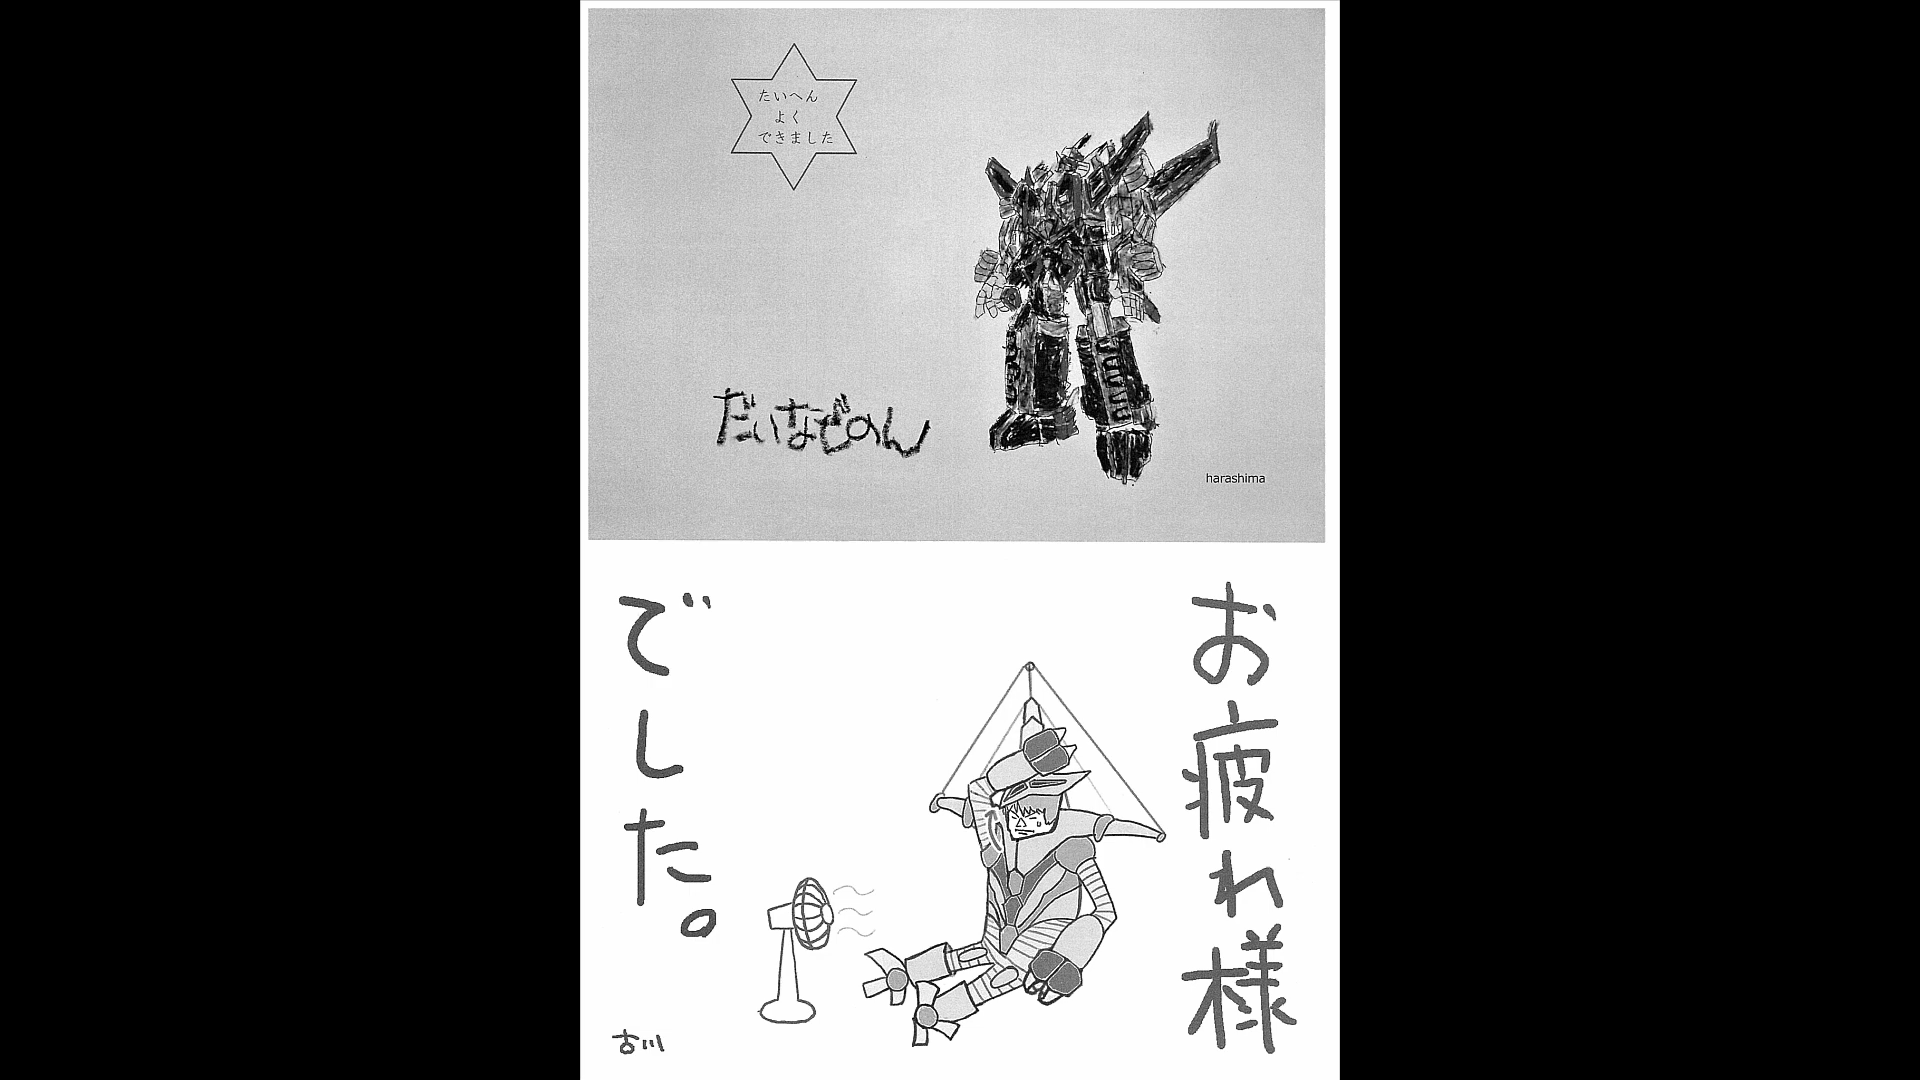 たいへん
よく
できました
だいなぜのん
harashima
お疲れ様
でした。
古川